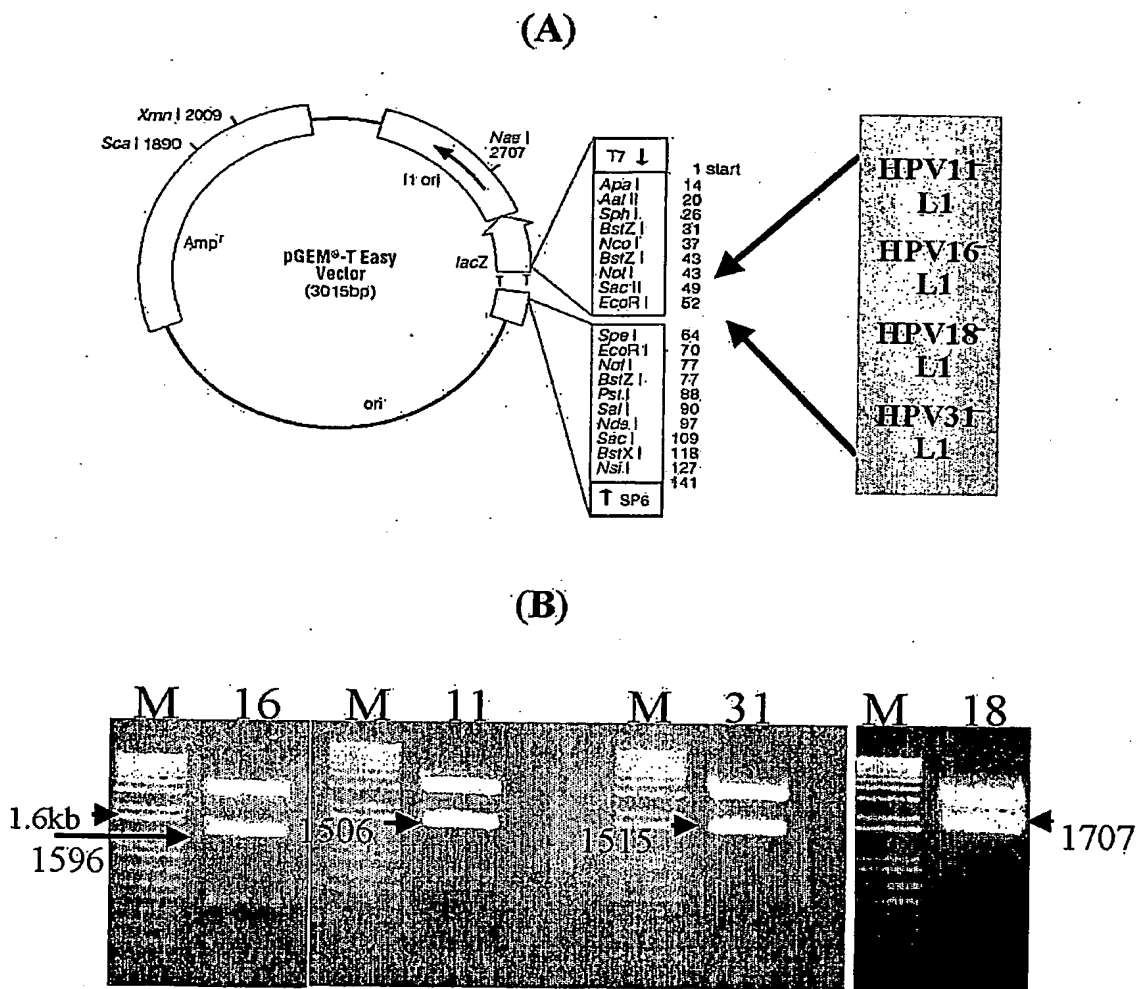 (A)
Xmn I 2009
Sca I 1890
Nae I
2707
f1 ori
Ampr
pGEM®-T Easy
Vector
(3015bp)
lacZ
T T
ori
T7 ↓
1 start
Apa I 14
Aat II 20
Sph I 26
BstZ I 31
Nco I 37
BstZ I 43
Not I 43
Sac II 49
EcoR I 52
Spe I 64
EcoR I 70
Not I 77
BstZ I 77
Pst I 88
Sal I 90
Nde I 97
Sac I 109
BstX I 118
Nsi I 127
141
↑ SP6
HPV11
L1
HPV16
L1
HPV18
L1
HPV31
L1
(B)
M 16 M 11 M 31 M 18
1.6kb
1596
1506
1515
1707